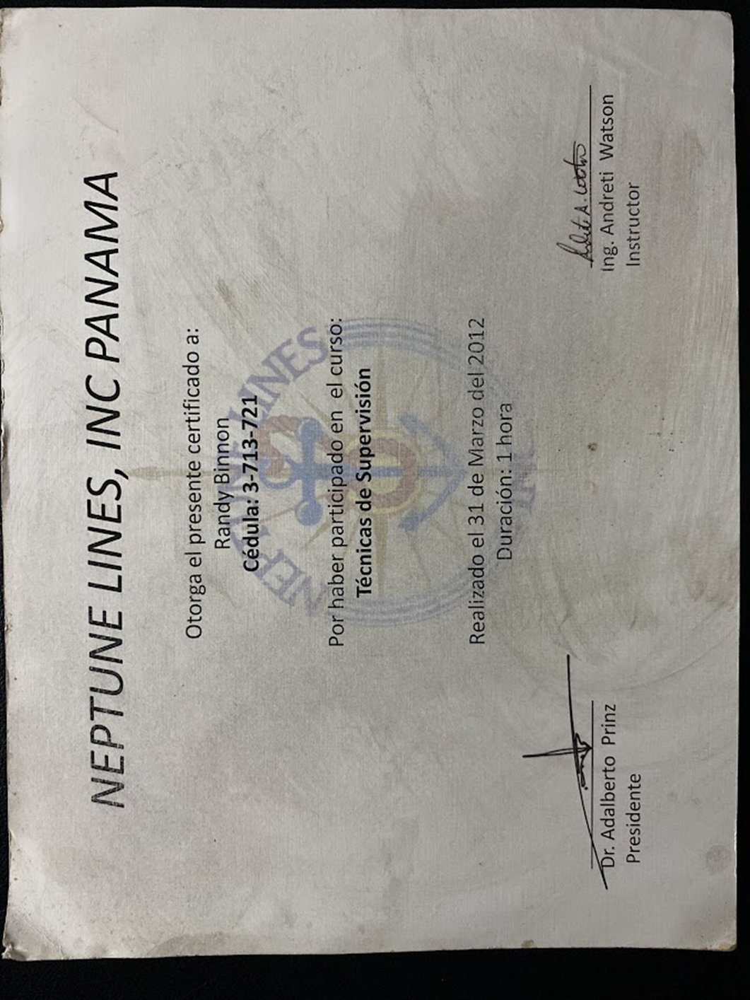 NEPTUNE LINES, INC PANAMA
Otorga el presente certificado a:
Randy Binnon
Cédula: 3-713-721
Por haber participado en el curso:
Técnicas de Supervisión
Realizado el 31 de Marzo del 2012
Duración: 1 hora
Dr. Adalberto Prinz
Presidente
Ing. Andreti Watson
Instructor
NEPTUNE LINES